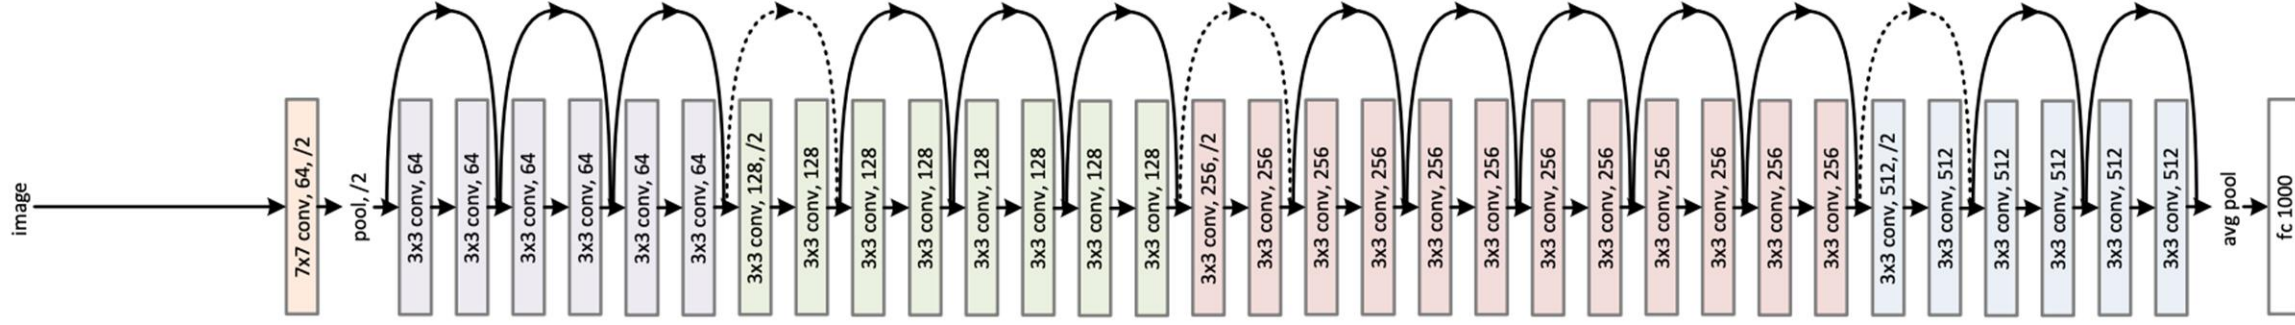 image
7x7 conv, 64, /2
pool, /2
3x3 conv, 64
3x3 conv, 64
3x3 conv, 64
3x3 conv, 64
3x3 conv, 64
3x3 conv, 64
3x3 conv, 128, /2
3x3 conv, 128
3x3 conv, 128
3x3 conv, 128
3x3 conv, 128
3x3 conv, 128
3x3 conv, 128
3x3 conv, 128
3x3 conv, 256, /2
3x3 conv, 256
3x3 conv, 256
3x3 conv, 256
3x3 conv, 256
3x3 conv, 256
3x3 conv, 256
3x3 conv, 256
3x3 conv, 256
3x3 conv, 256
3x3 conv, 256
3x3 conv, 256
3x3 conv, 512, /2
3x3 conv, 512
3x3 conv, 512
3x3 conv, 512
3x3 conv, 512
3x3 conv, 512
avg pool
fc 1000